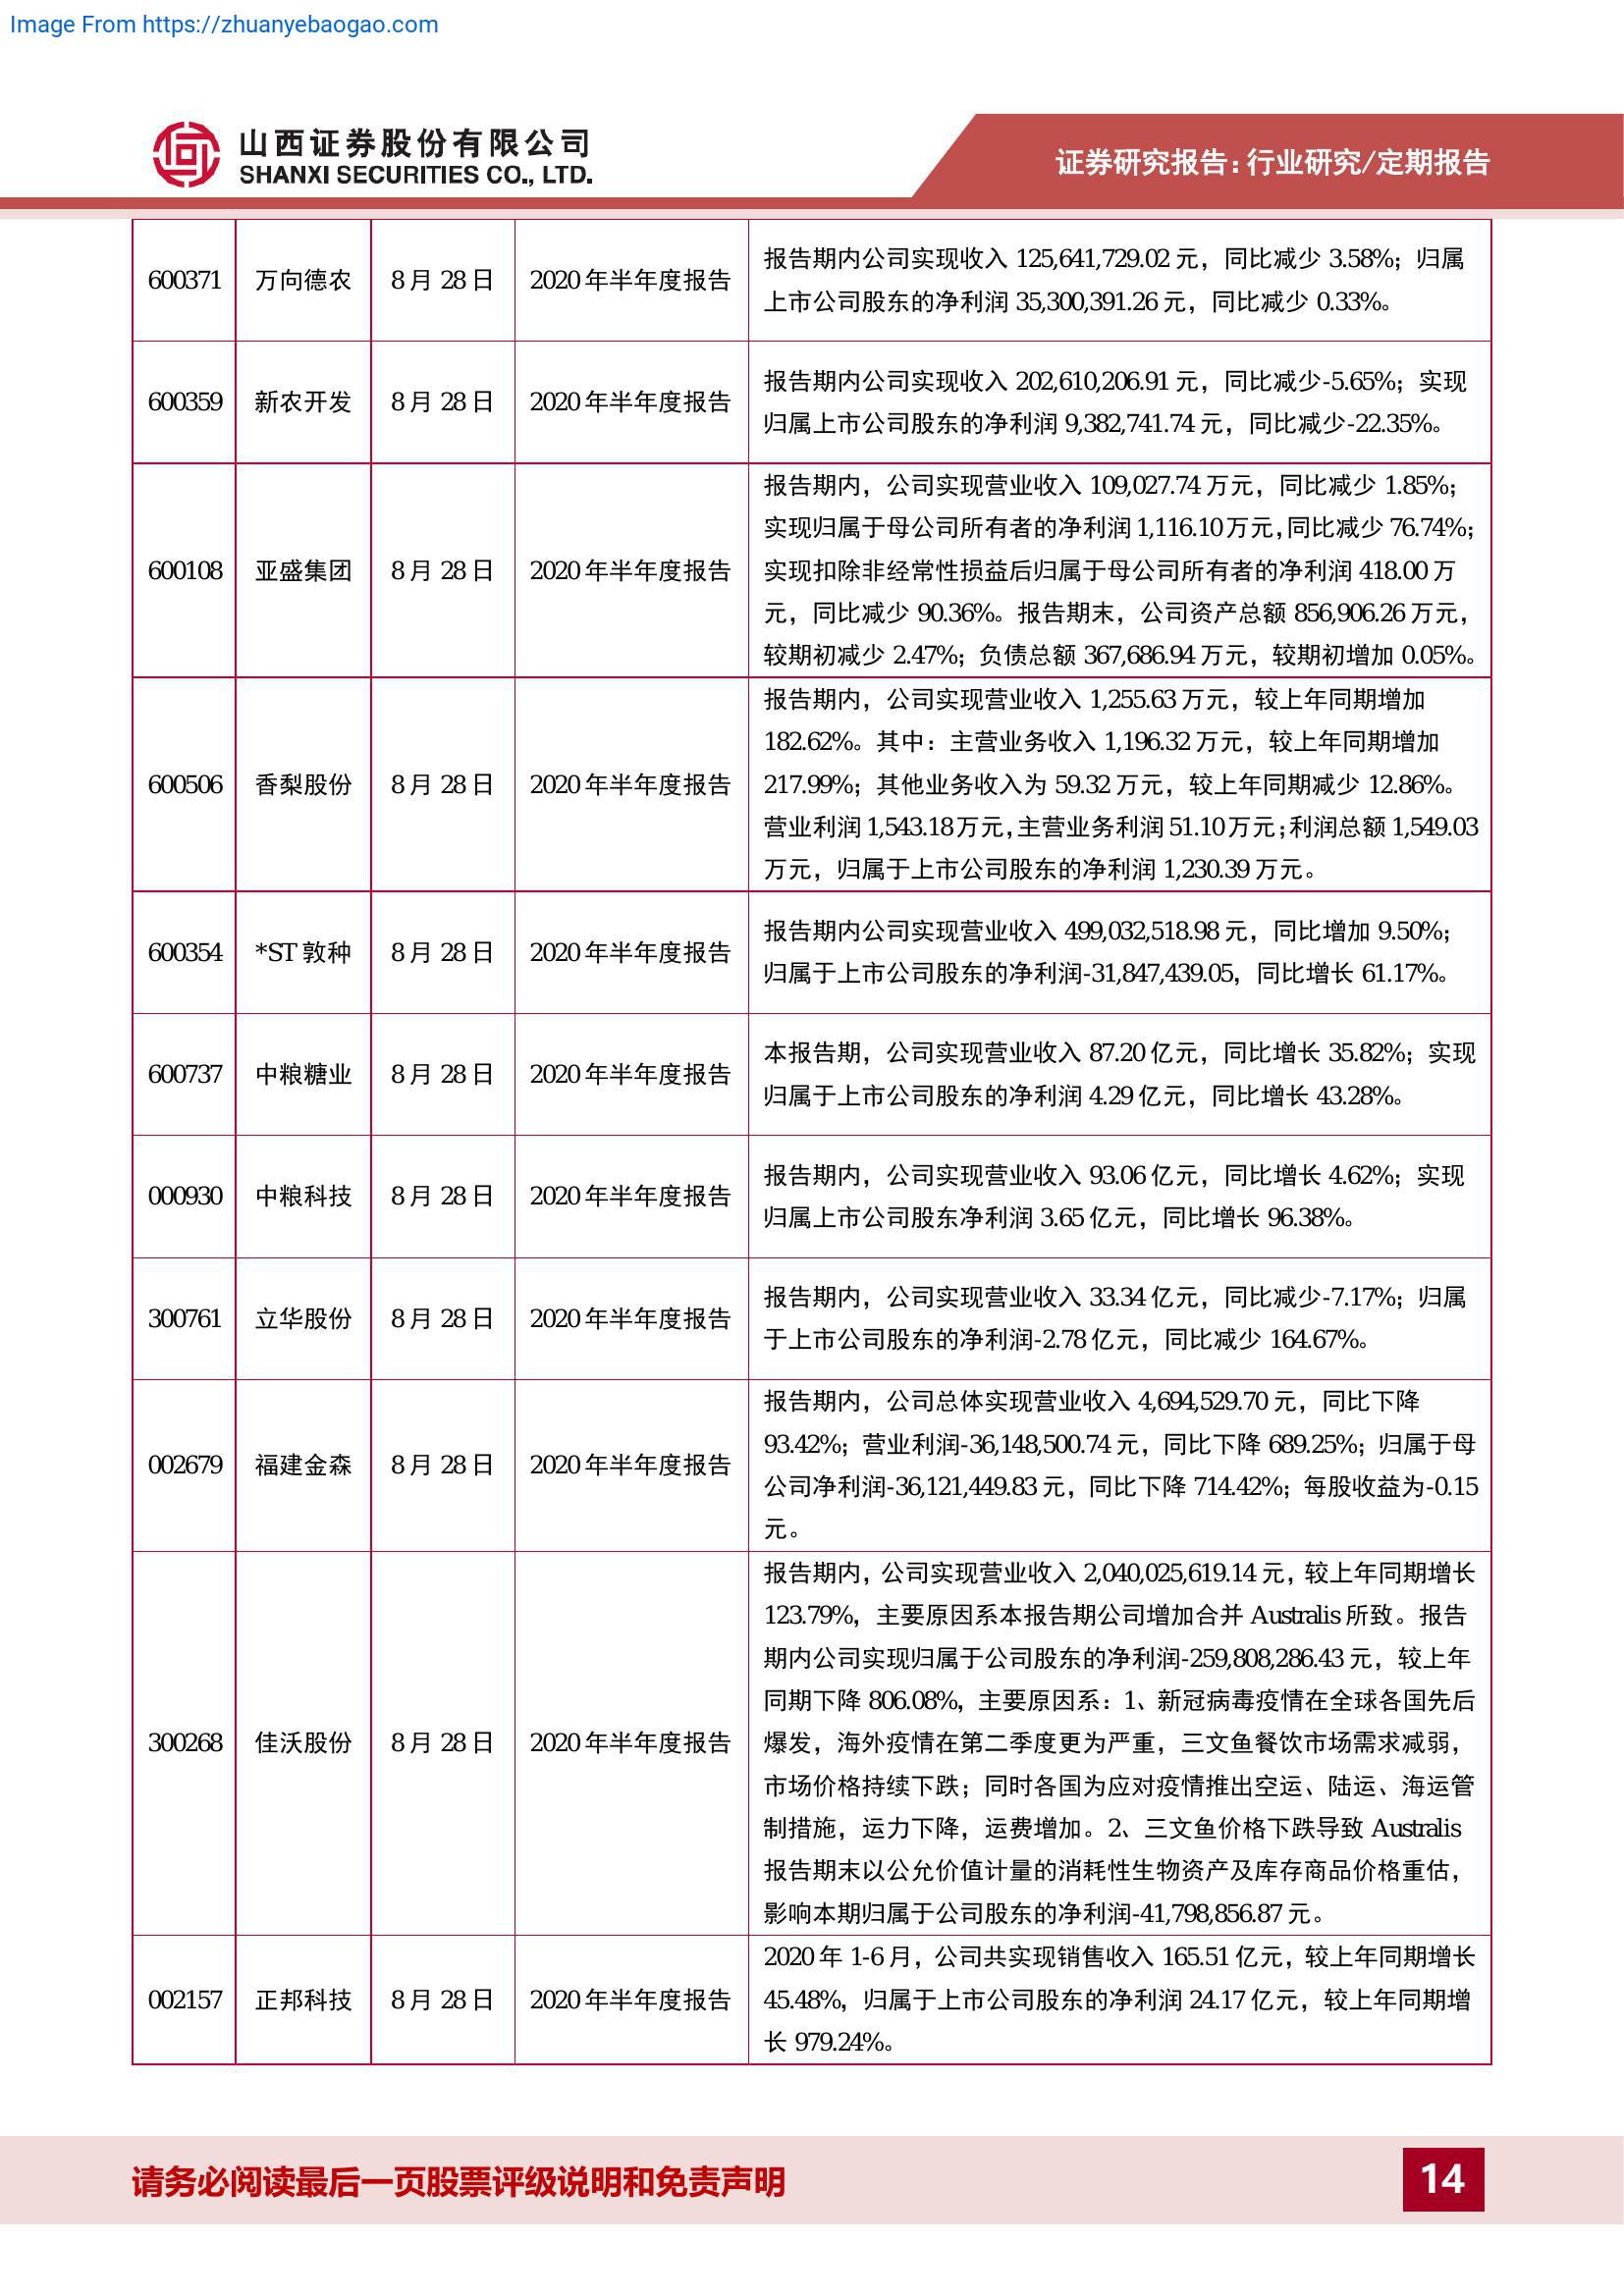 Image From https://zhuanyebaogao.com
山西证券股份有限公司
SHANXI SECURITIES CO., LTD.
证券研究报告:行业研究/定期报告
600371 万向德农 8月28日 2020年半年度报告
报告期内公司实现收入 125,641,729.02 元，同比减少 3.58%；归属
上市公司股东的净利润 35,300,391.26 元，同比减少 0.33%。
600359 新农开发 8月28日 2020年半年度报告
报告期内公司实现收入 202,610,206.91 元，同比减少-5.65%；实现
归属上市公司股东的净利润 9,382,741.74 元，同比减少-22.35%。
600108 亚盛集团 8月28日 2020年半年度报告
报告期内，公司实现营业收入 109,027.74 万元，同比减少 1.85%；
实现归属于母公司所有者的净利润 1,116.10 万元，同比减少 76.74%；
实现扣除非经常性损益后归属于母公司所有者的净利润 418.00 万
元，同比减少 90.36%。报告期末，公司资产总额 856,906.26 万元，
较期初减少 2.47%；负债总额 367,686.94 万元，较期初增加 0.05%。
600506 香梨股份 8月28日 2020年半年度报告
报告期内，公司实现营业收入 1,255.63 万元，较上年同期增加
182.62%。其中：主营业务收入 1,196.32 万元，较上年同期增加
217.99%；其他业务收入为 59.32 万元，较上年同期减少 12.86%。
营业利润 1,543.18 万元，主营业务利润 51.10 万元；利润总额 1,549.03
万元，归属于上市公司股东的净利润 1,230.39 万元。
600354 *ST敦种 8月28日 2020年半年度报告
报告期内公司实现营业收入 499,032,518.98 元，同比增加 9.50%；
归属于上市公司股东的净利润-31,847,439.05，同比增长 61.17%。
600737 中粮糖业 8月28日 2020年半年度报告
本报告期，公司实现营业收入 87.20 亿元，同比增长 35.82%；实现
归属于上市公司股东的净利润 4.29 亿元，同比增长 43.28%。
000930 中粮科技 8月28日 2020年半年度报告
报告期内，公司实现营业收入 93.06 亿元，同比增长 4.62%；实现
归属上市公司股东净利润 3.65 亿元，同比增长 96.38%。
300761 立华股份 8月28日 2020年半年度报告
报告期内，公司实现营业收入 33.34 亿元，同比减少-7.17%；归属
于上市公司股东的净利润-2.78 亿元，同比减少 164.67%。
002679 福建金森 8月28日 2020年半年度报告
报告期内，公司总体实现营业收入 4,694,529.70 元，同比下降
93.42%；营业利润-36,148,500.74 元，同比下降 689.25%；归属于母
公司净利润-36,121,449.83 元，同比下降 714.42%；每股收益为-0.15
元。
300268 佳沃股份 8月28日 2020年半年度报告
报告期内，公司实现营业收入 2,040,025,619.14 元，较上年同期增长
123.79%，主要原因系本报告期公司增加合并 Australis 所致。报告
期内公司实现归属于公司股东的净利润-259,808,286.43 元，较上年
同期下降 806.08%，主要原因系：1、新冠病毒疫情在全球各国先后
爆发，海外疫情在第二季度更为严重，三文鱼餐饮市场需求减弱，
市场价格持续下跌；同时各国为应对疫情推出空运、陆运、海运管
制措施，运力下降，运费增加。2、三文鱼价格下跌导致 Australis
报告期末以公允价值计量的消耗性生物资产及库存商品价格重估，
影响本期归属于公司股东的净利润-41,798,856.87 元。
002157 正邦科技 8月28日 2020年半年度报告
2020 年 1-6 月，公司共实现销售收入 165.51 亿元，较上年同期增长
45.48%，归属于上市公司股东的净利润 24.17 亿元，较上年同期增
长 979.24%。
请务必阅读最后一页股票评级说明和免责声明
14